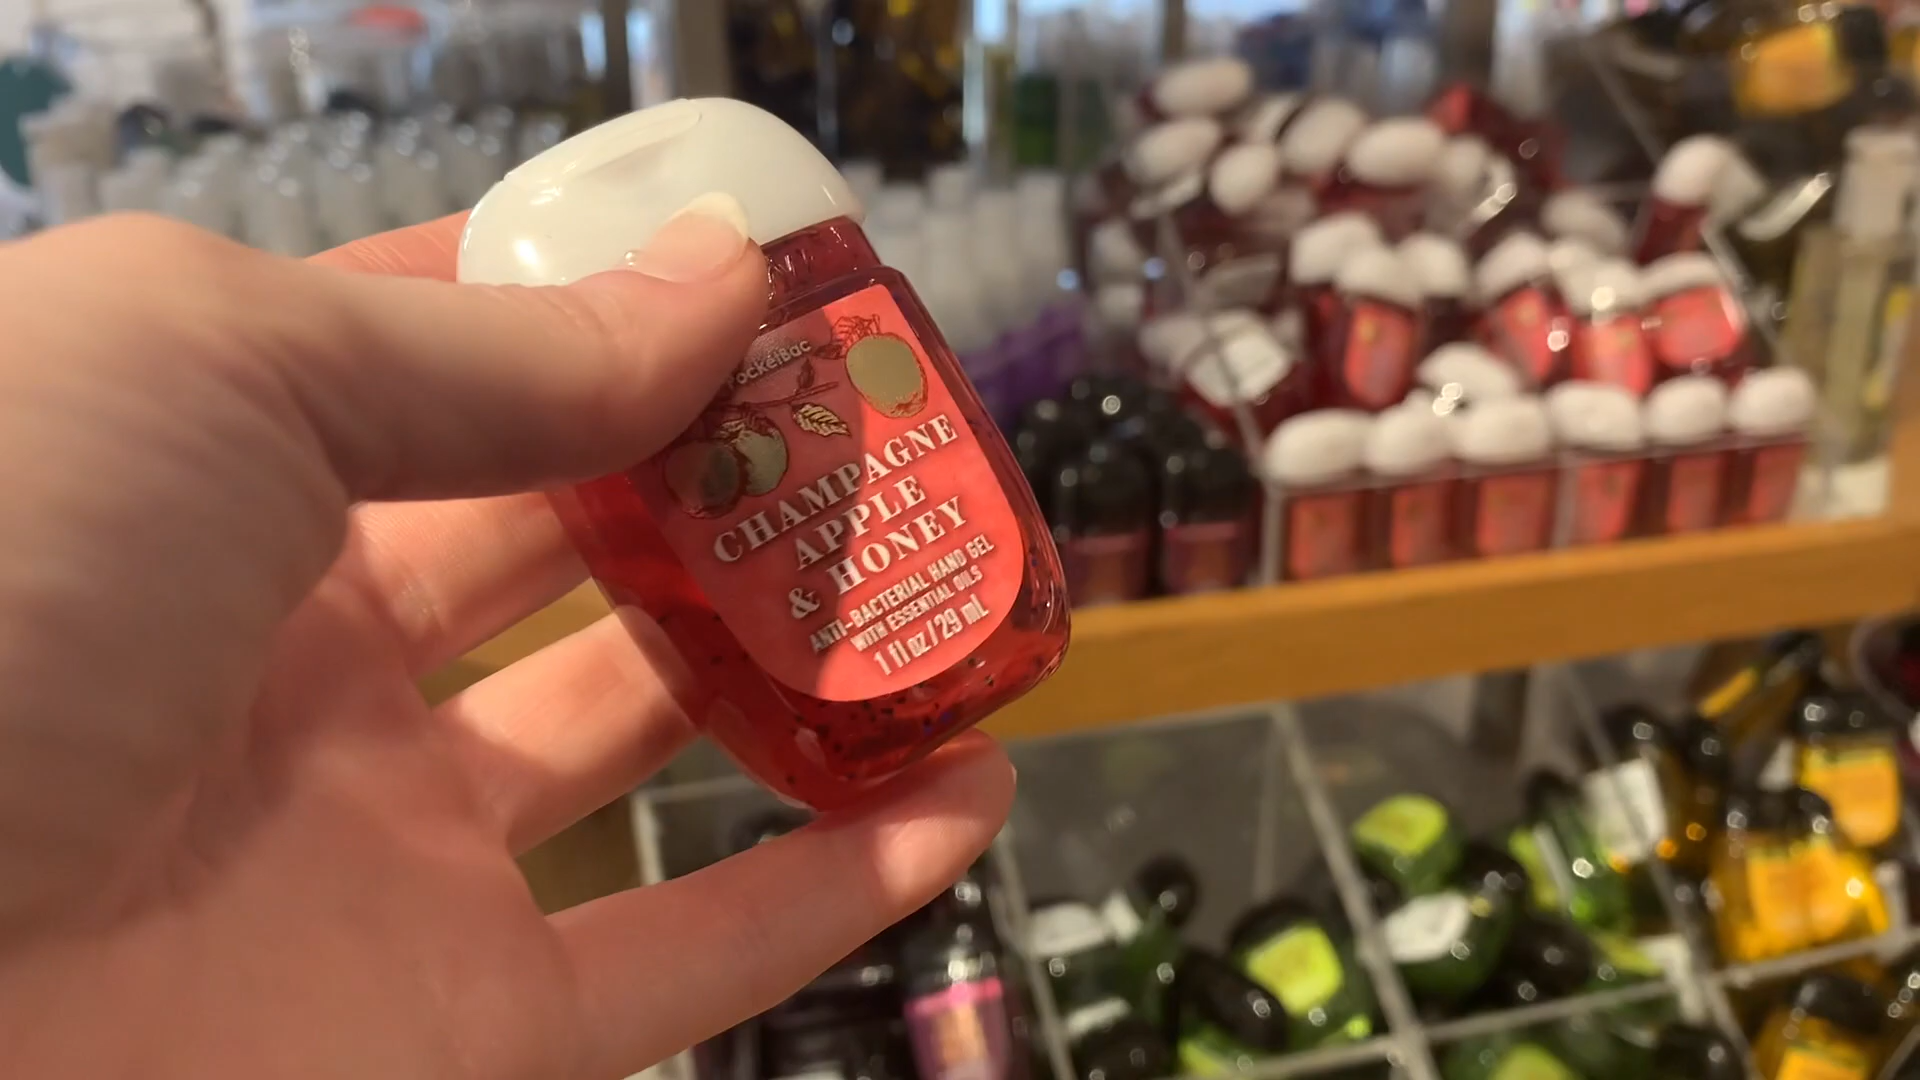 PocketBac
CHAMPAGNE
APPLE
& HONEY
ANTI-BACTERIAL HAND GEL
WITH ESSENTIAL OILS
1 fl oz / 29 mL